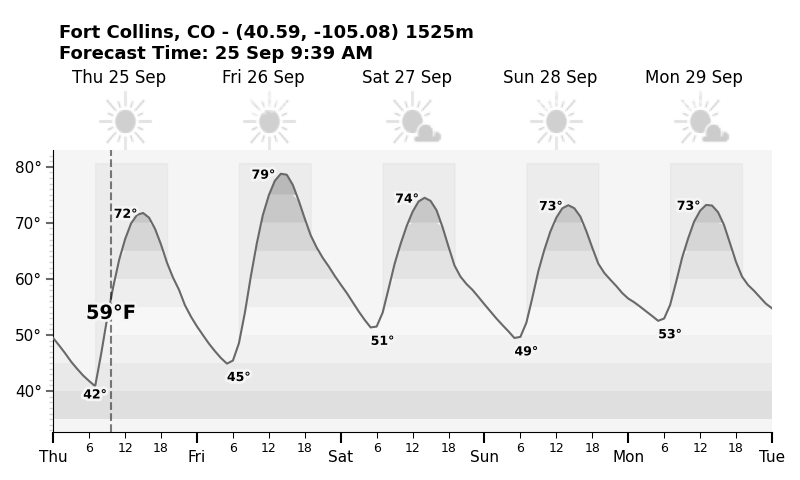 Fort Collins, CO - (40.59, -105.08) 1525m
Forecast Time: 25 Sep 9:39 AM
Thu 25 Sep Fri 26 Sep Sat 27 Sep Sun 28 Sep Mon 29 Sep
80°
79°
74°
73°
73°
72°
70°
60°
59°F
53°
51°
50°
49°
45°
42°
40°
6 12 18 6 12 18 6 12 18 6 12 18 6 12 18
Thu Fri Sat Sun Mon Tue